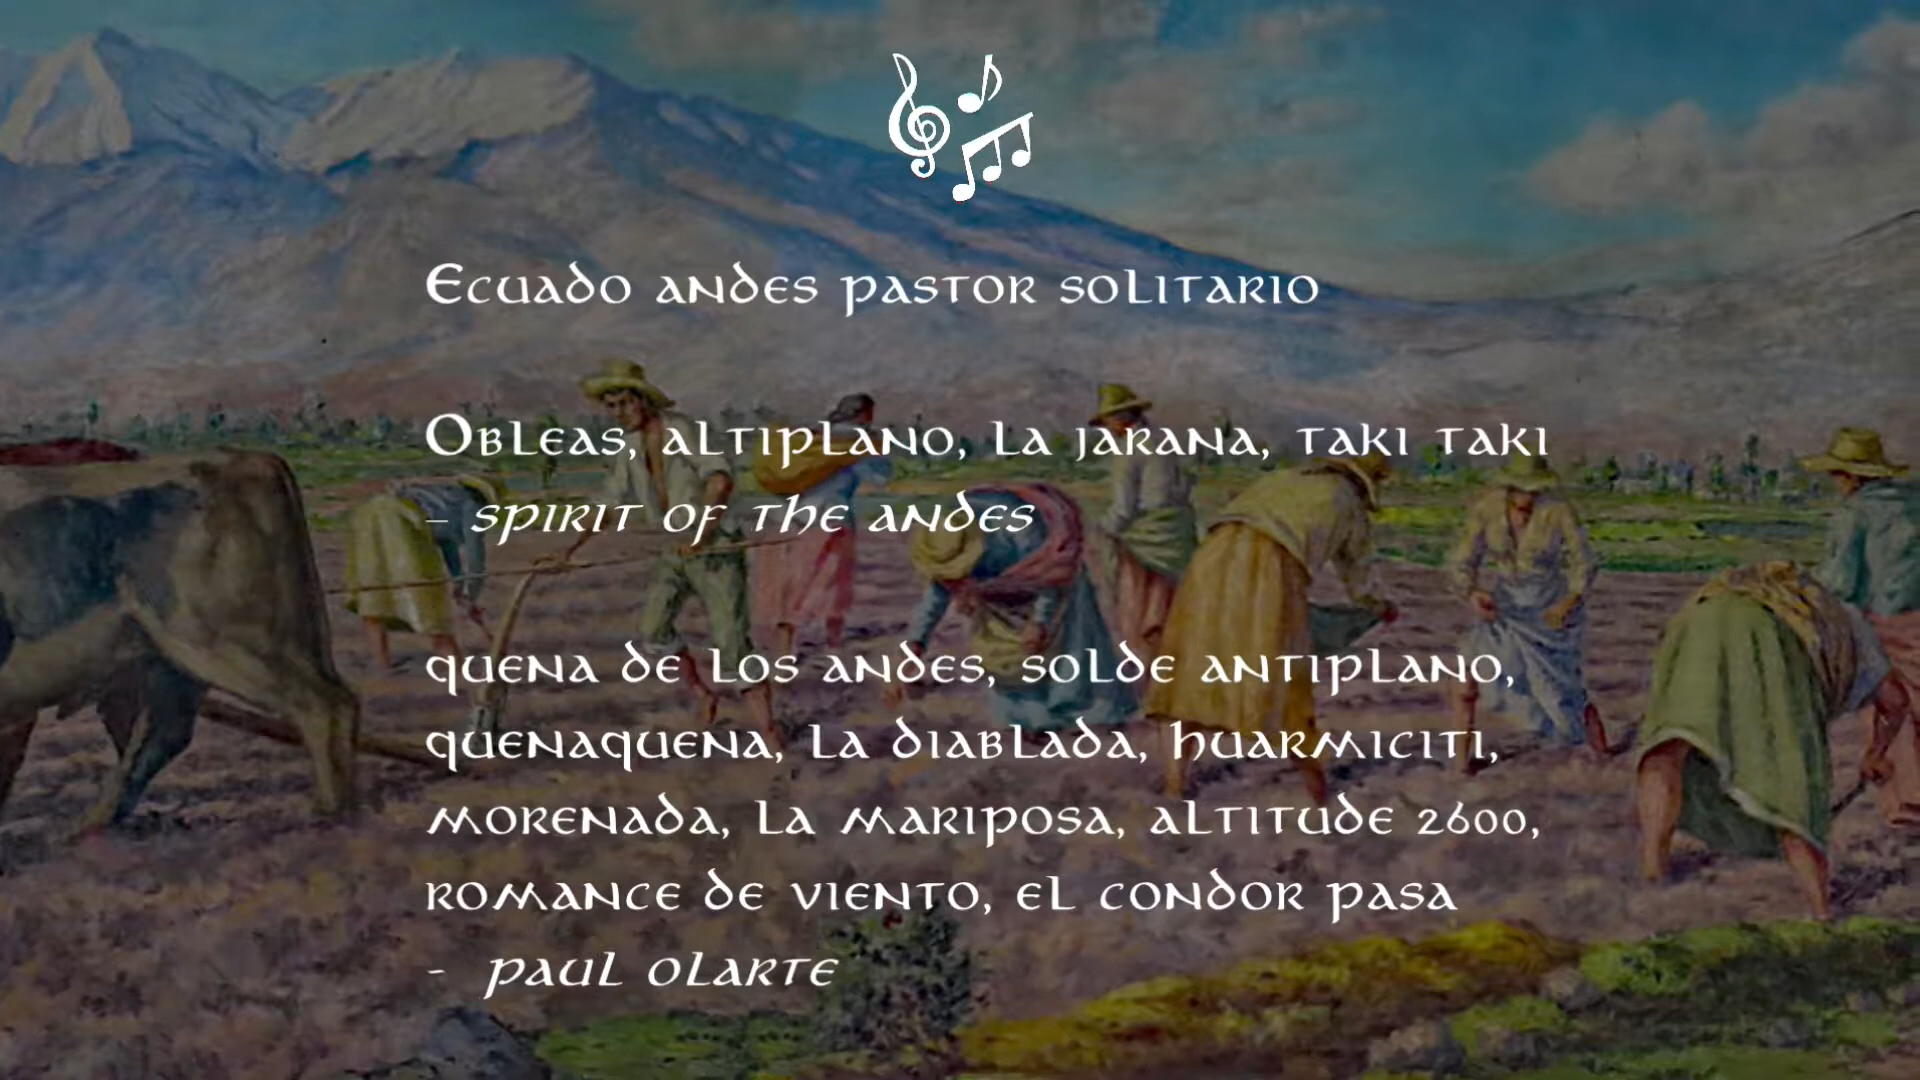 Ecuado andes pastor solitario
Obleas, altiplano, la jarana, taki taki
– spirit of the andes
quena de los andes, solde antiplano,
quenaquena, la diablada, huarmiciti,
morenada, la mariposa, altitude 2600,
romance de viento, el condor pasa
- paul olarte